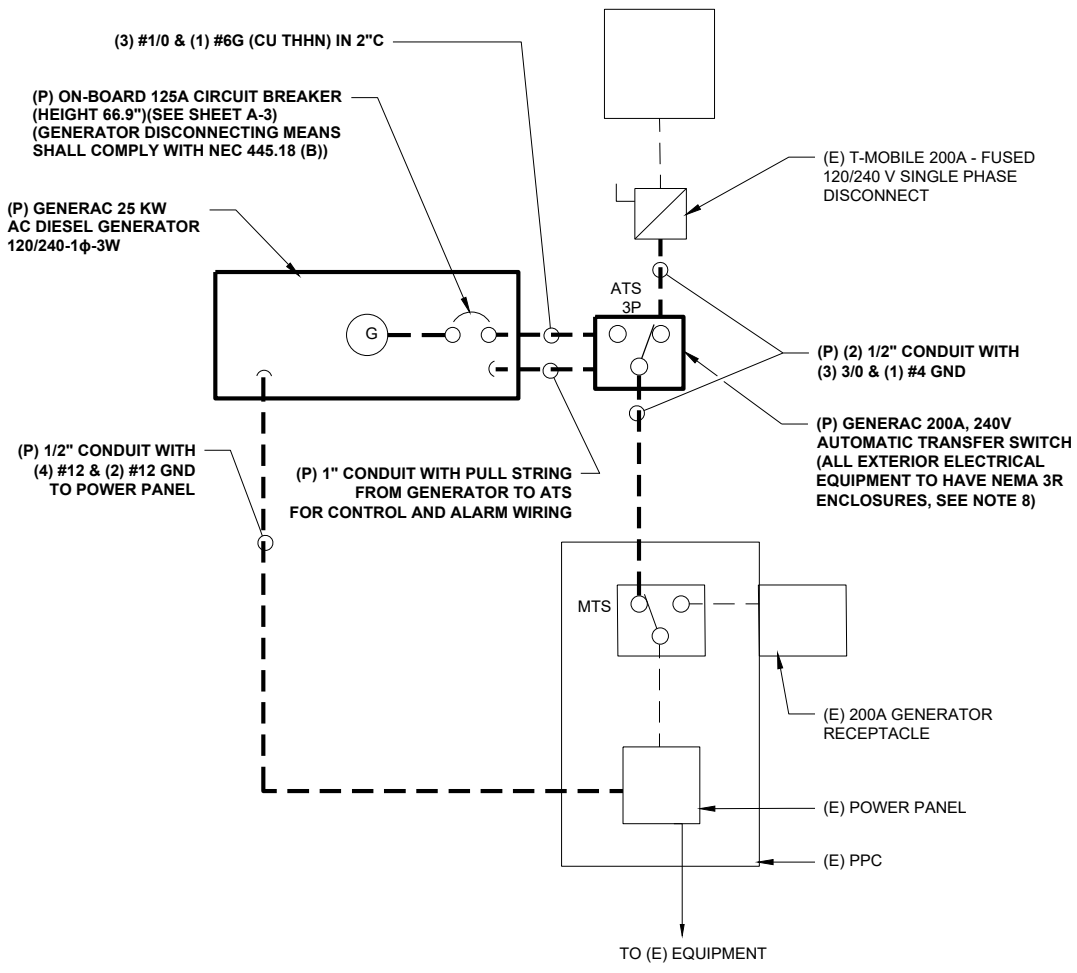 (3) #1/0 & (1) #6G (CU THHN) IN 2"C
(P) ON-BOARD 125A CIRCUIT BREAKER
(HEIGHT 66.9")(SEE SHEET A-3)
(GENERATOR DISCONNECTING MEANS
SHALL COMPLY WITH NEC 445.18 (B))
(E) T-MOBILE 200A - FUSED
120/240 V SINGLE PHASE
DISCONNECT
(P) GENERAC 25 KW
AC DIESEL GENERATOR
120/240-1ϕ-3W
ATS
3P
G
(P) (2) 1/2" CONDUIT WITH
(3) 3/0 & (1) #4 GND
(P) GENERAC 200A, 240V
AUTOMATIC TRANSFER SWITCH
(ALL EXTERIOR ELECTRICAL
EQUIPMENT TO HAVE NEMA 3R
ENCLOSURES, SEE NOTE 8)
(P) 1/2" CONDUIT WITH
(4) #12 & (2) #12 GND
TO POWER PANEL
(P) 1" CONDUIT WITH PULL STRING
FROM GENERATOR TO ATS
FOR CONTROL AND ALARM WIRING
MTS
(E) 200A GENERATOR
RECEPTACLE
(E) POWER PANEL
(E) PPC
TO (E) EQUIPMENT